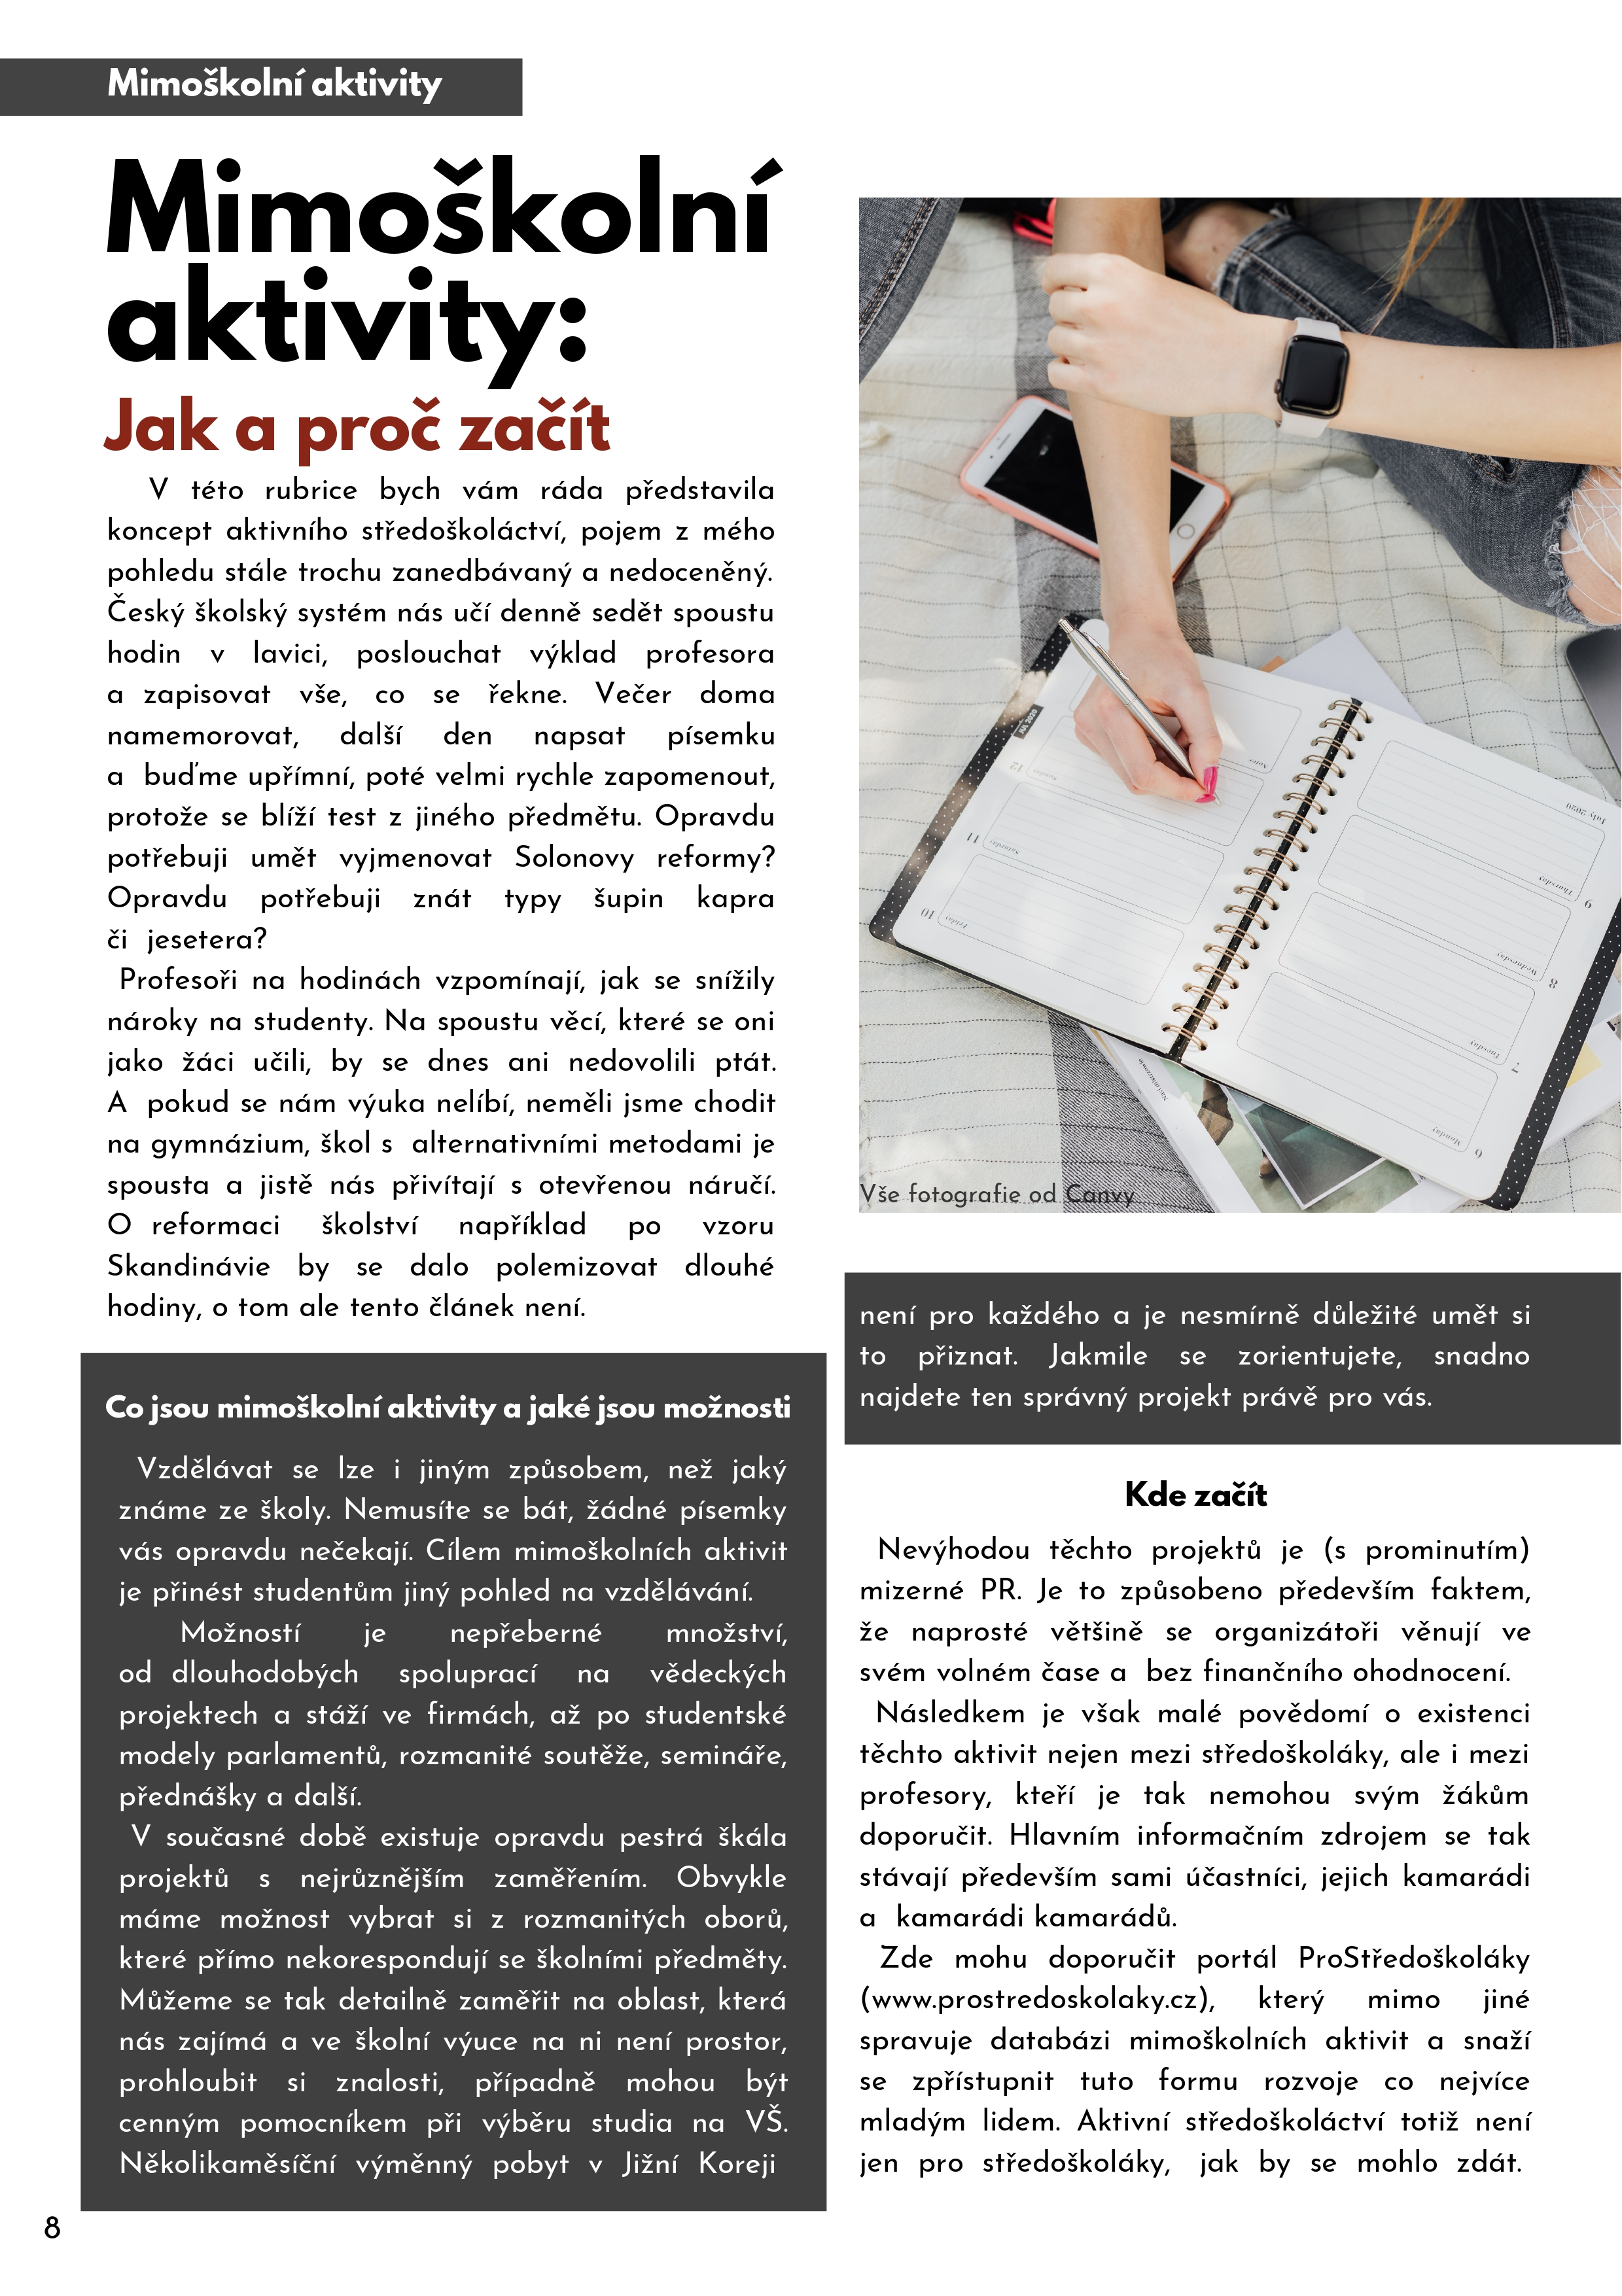 Mimoškolní aktivity
Mimoškolní
aktivity:
Jak a proč začít
V této rubrice bych vám ráda představila
koncept aktivního středoškoláctví, pojem z mého
pohledu stále trochu zanedbávaný a nedoceněný.
Český školský systém nás učí denně sedět spoustu
hodin v lavici, poslouchat výklad profesora
a zapisovat vše, co se řekne. Večer doma
namemorovat, další den napsat písemku
a buďme upřímní, poté velmi rychle zapomenout,
protože se blíží test z jiného předmětu. Opravdu
potřebuji umět vyjmenovat Solonovy reformy?
Opravdu potřebuji znát typy šupin kapra
či jesetera?
Profesoři na hodinách vzpomínají, jak se snížily
nároky na studenty. Na spoustu věcí, které se oni
jako žáci učili, by se dnes ani nedovolili ptát.
A pokud se nám výuka nelíbí, neměli jsme chodit
na gymnázium, škol s alternativními metodami je
spousta a jistě nás přivítají s otevřenou náručí.
O reformaci školství například po vzoru
Skandinávie by se dalo polemizovat dlouhé
hodiny, o tom ale tento článek není.
Co jsou mimoškolní aktivity a jaké jsou možnosti
Vzdělávat se lze i jiným způsobem, než jaký
známe ze školy. Nemusíte se bát, žádné písemky
vás opravdu nečekají. Cílem mimoškolních aktivit
je přinést studentům jiný pohled na vzdělávání.
Možností je nepřeberné množství,
od dlouhodobých spoluprací na vědeckých
projektech a stáží ve firmách, až po studentské
modely parlamentů, rozmanité soutěže, semináře,
přednášky a další.
V současné době existuje opravdu pestrá škála
projektů s nejrůznějším zaměřením. Obvykle
máme možnost vybrat si z rozmanitých oborů,
které přímo nekorespondují se školními předměty.
Můžeme se tak detailně zaměřit na oblast, která
nás zajímá a ve školní výuce na ni není prostor,
prohloubit si znalosti, případně mohou být
cenným pomocníkem při výběru studia na VŠ.
Několikaměsíční výměnný pobyt v Jižní Koreji
JUL 2020
12
Sunday
Notes
11
Saturday
10
Friday
July 2020
Thursday
9
Wednesday
8
Tuesday
7
Monday
6
Vše fotografie od Canvy
není pro každého a je nesmírně důležité umět si
to přiznat. Jakmile se zorientujete, snadno
najdete ten správný projekt právě pro vás.
Kde začít
Nevýhodou těchto projektů je (s prominutím)
mizerné PR. Je to způsobeno především faktem,
že naprosté většině se organizátoři věnují ve
svém volném čase a bez finančního ohodnocení.
Následkem je však malé povědomí o existenci
těchto aktivit nejen mezi středoškoláky, ale i mezi
profesory, kteří je tak nemohou svým žákům
doporučit. Hlavním informačním zdrojem se tak
stávají především sami účastníci, jejich kamarádi
a kamarádi kamarádů.
Zde mohu doporučit portál ProStředoškoláky
(www.prostredoskolaky.cz), který mimo jiné
spravuje databázi mimoškolních aktivit a snaží
se zpřístupnit tuto formu rozvoje co nejvíce
mladým lidem. Aktivní středoškoláctví totiž není
jen pro středoškoláky, jak by se mohlo zdát.
8